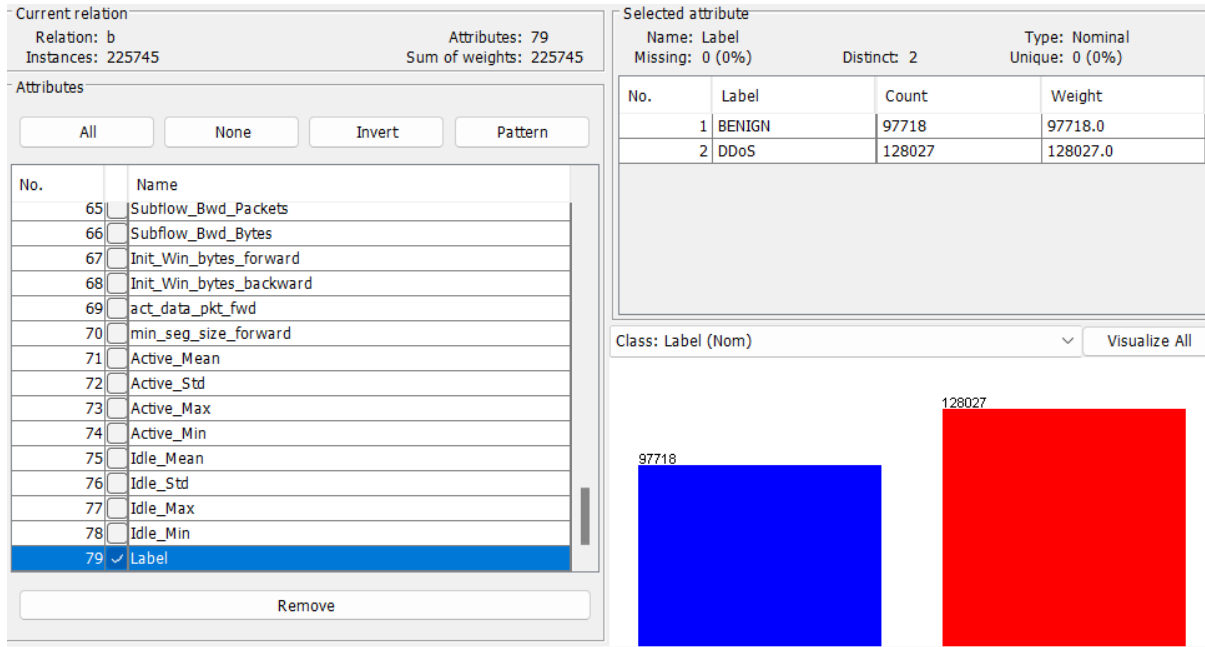 Current relation
Relation: b
Attributes: 79
Instances: 225745
Sum of weights: 225745
Attributes
All
None
Invert
Pattern
No.
Name
65 Subflow_Bwd_Packets
66 Subflow_Bwd_Bytes
67 Init_Win_bytes_forward
68 Init_Win_bytes_backward
69 act_data_pkt_fwd
70 min_seg_size_forward
71 Active_Mean
72 Active_Std
73 Active_Max
74 Active_Min
75 Idle_Mean
76 Idle_Std
77 Idle_Max
78 Idle_Min
79 Label
Remove
Selected attribute
Name: Label
Type: Nominal
Missing: 0 (0%)
Distinct: 2
Unique: 0 (0%)
No. Label Count Weight
1 BENIGN 97718 97718.0
2 DDoS 128027 128027.0
Class: Label (Nom)
Visualize All
97718
128027